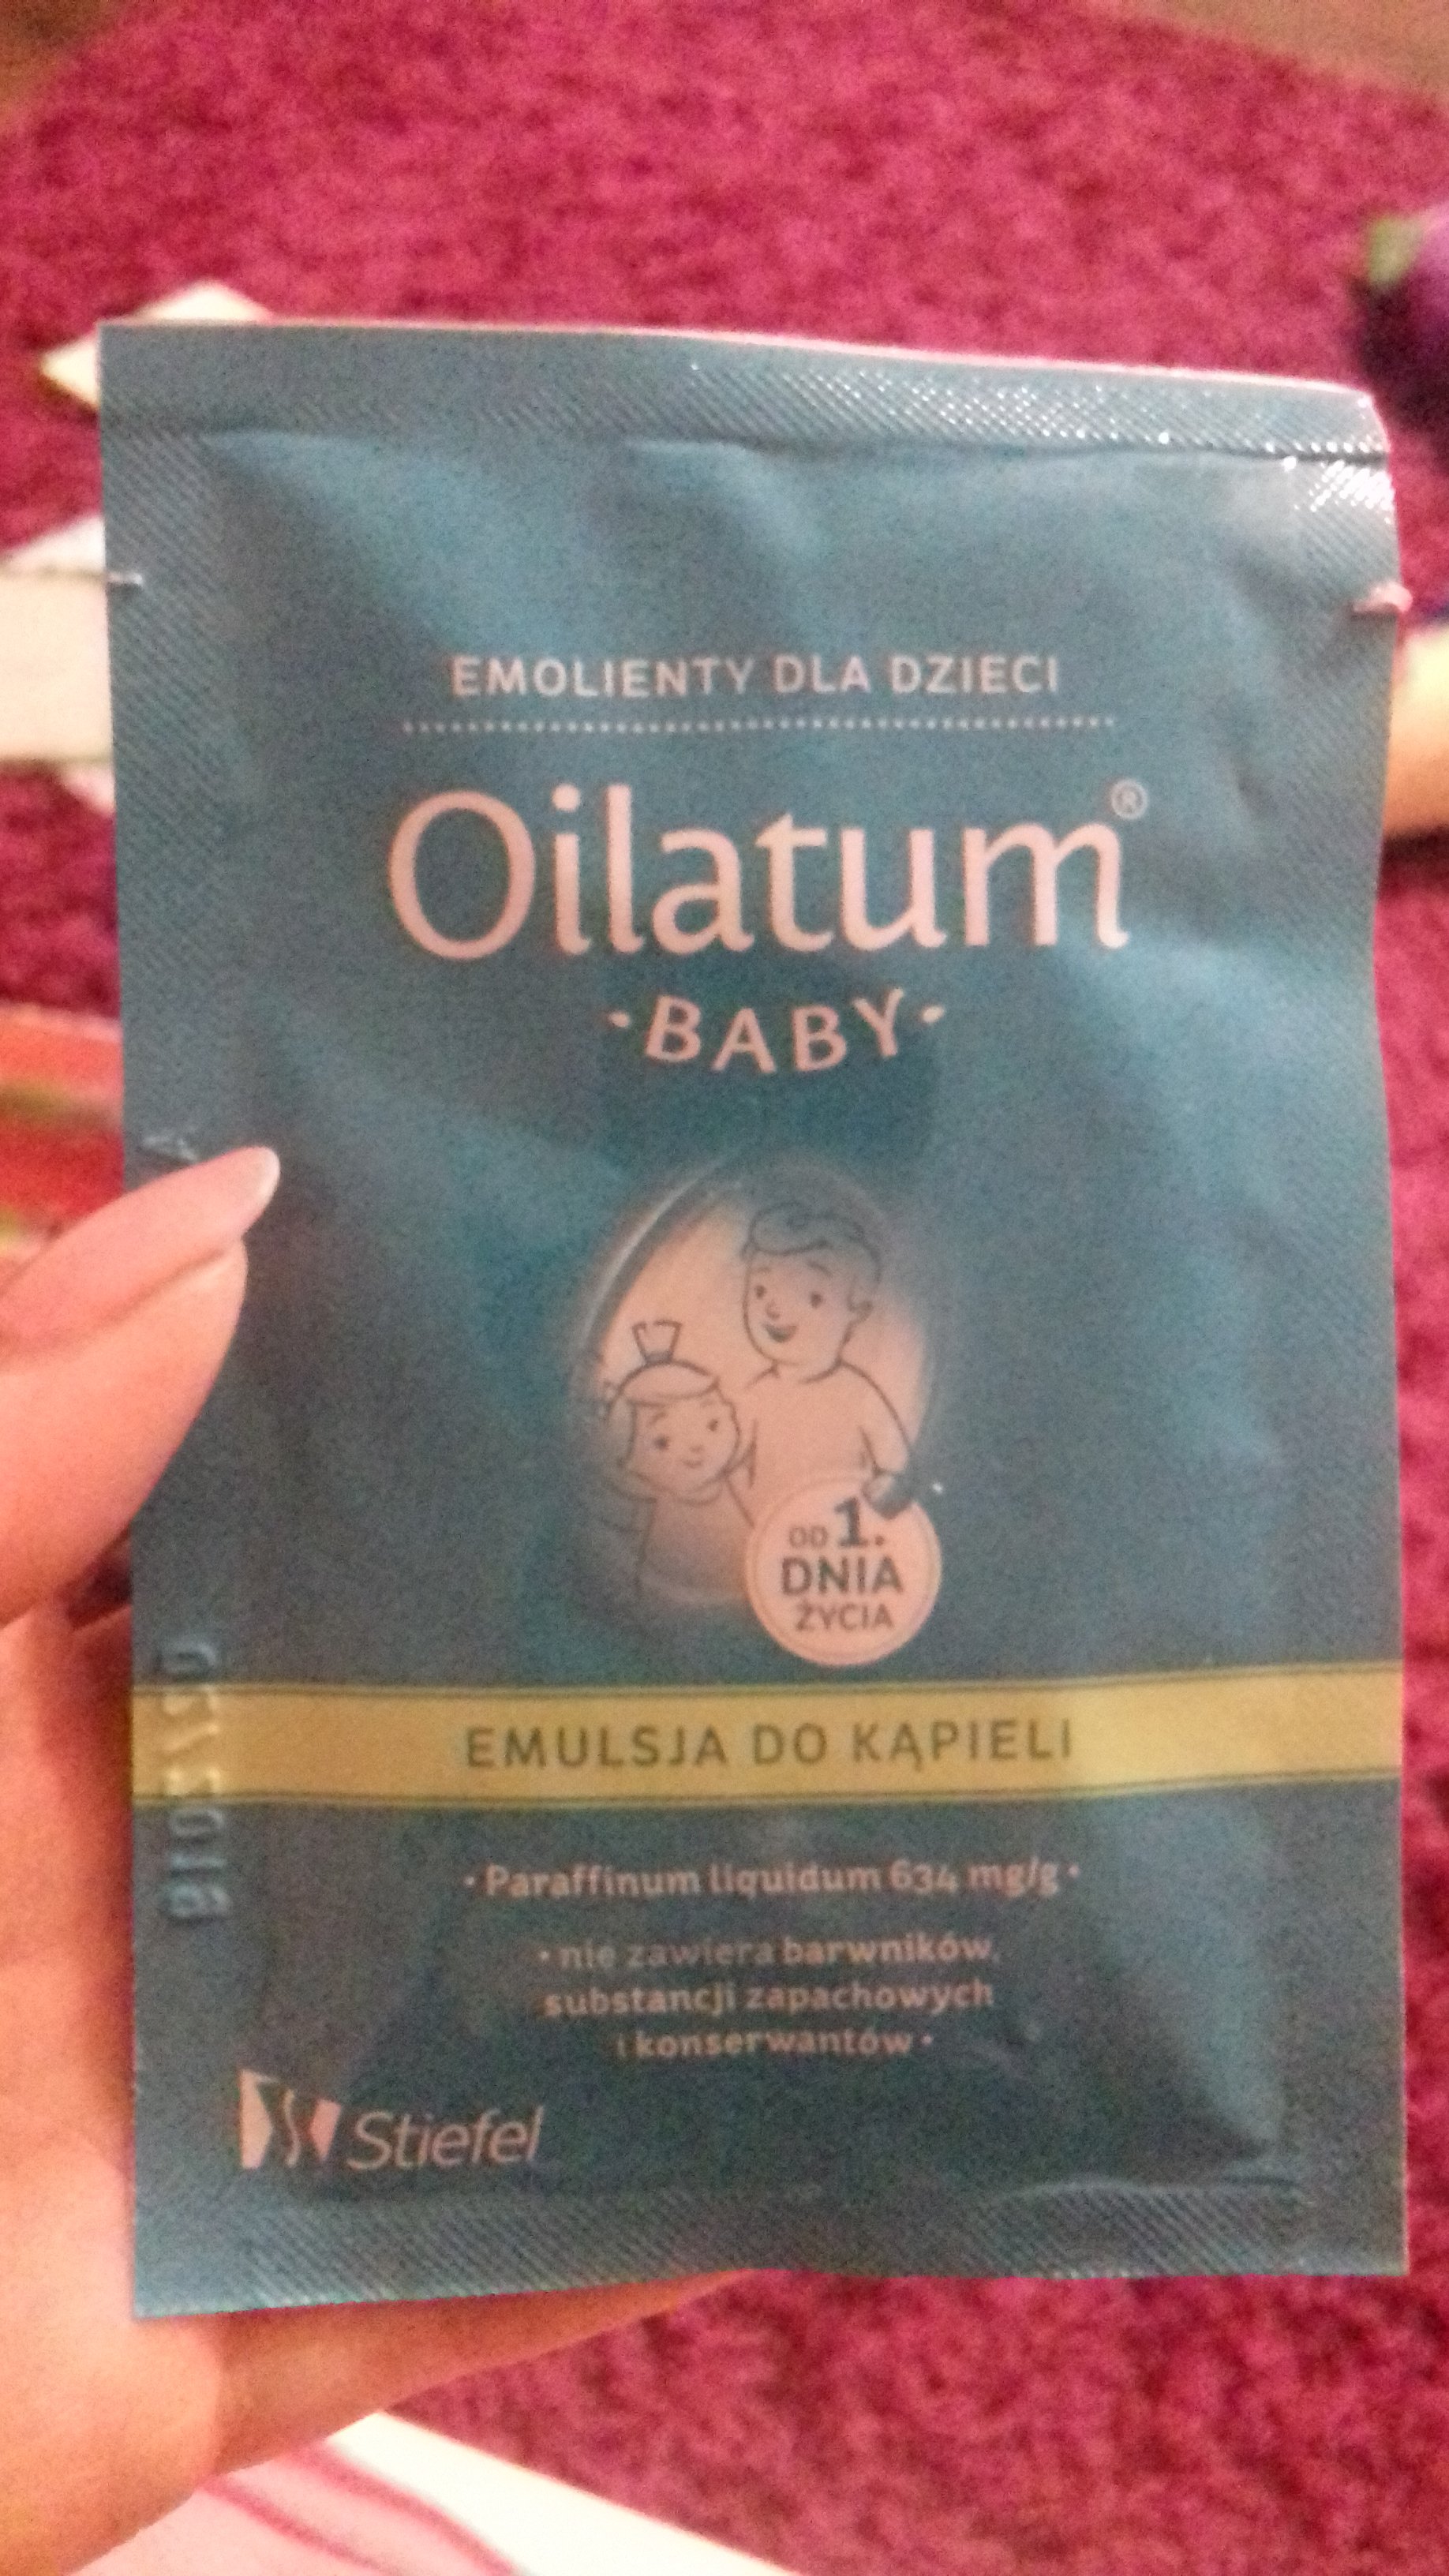 EMOLIENTY DLA DZIECI
Oilatum®
·BABY·
OD 1.
DNIA
ŻYCIA
EMULSJA DO KĄPIELI
• Paraffinum liquidum 634 mg/g •
• nie zawiera barwników,
substancji zapachowych
i konserwantów •
Stiefel